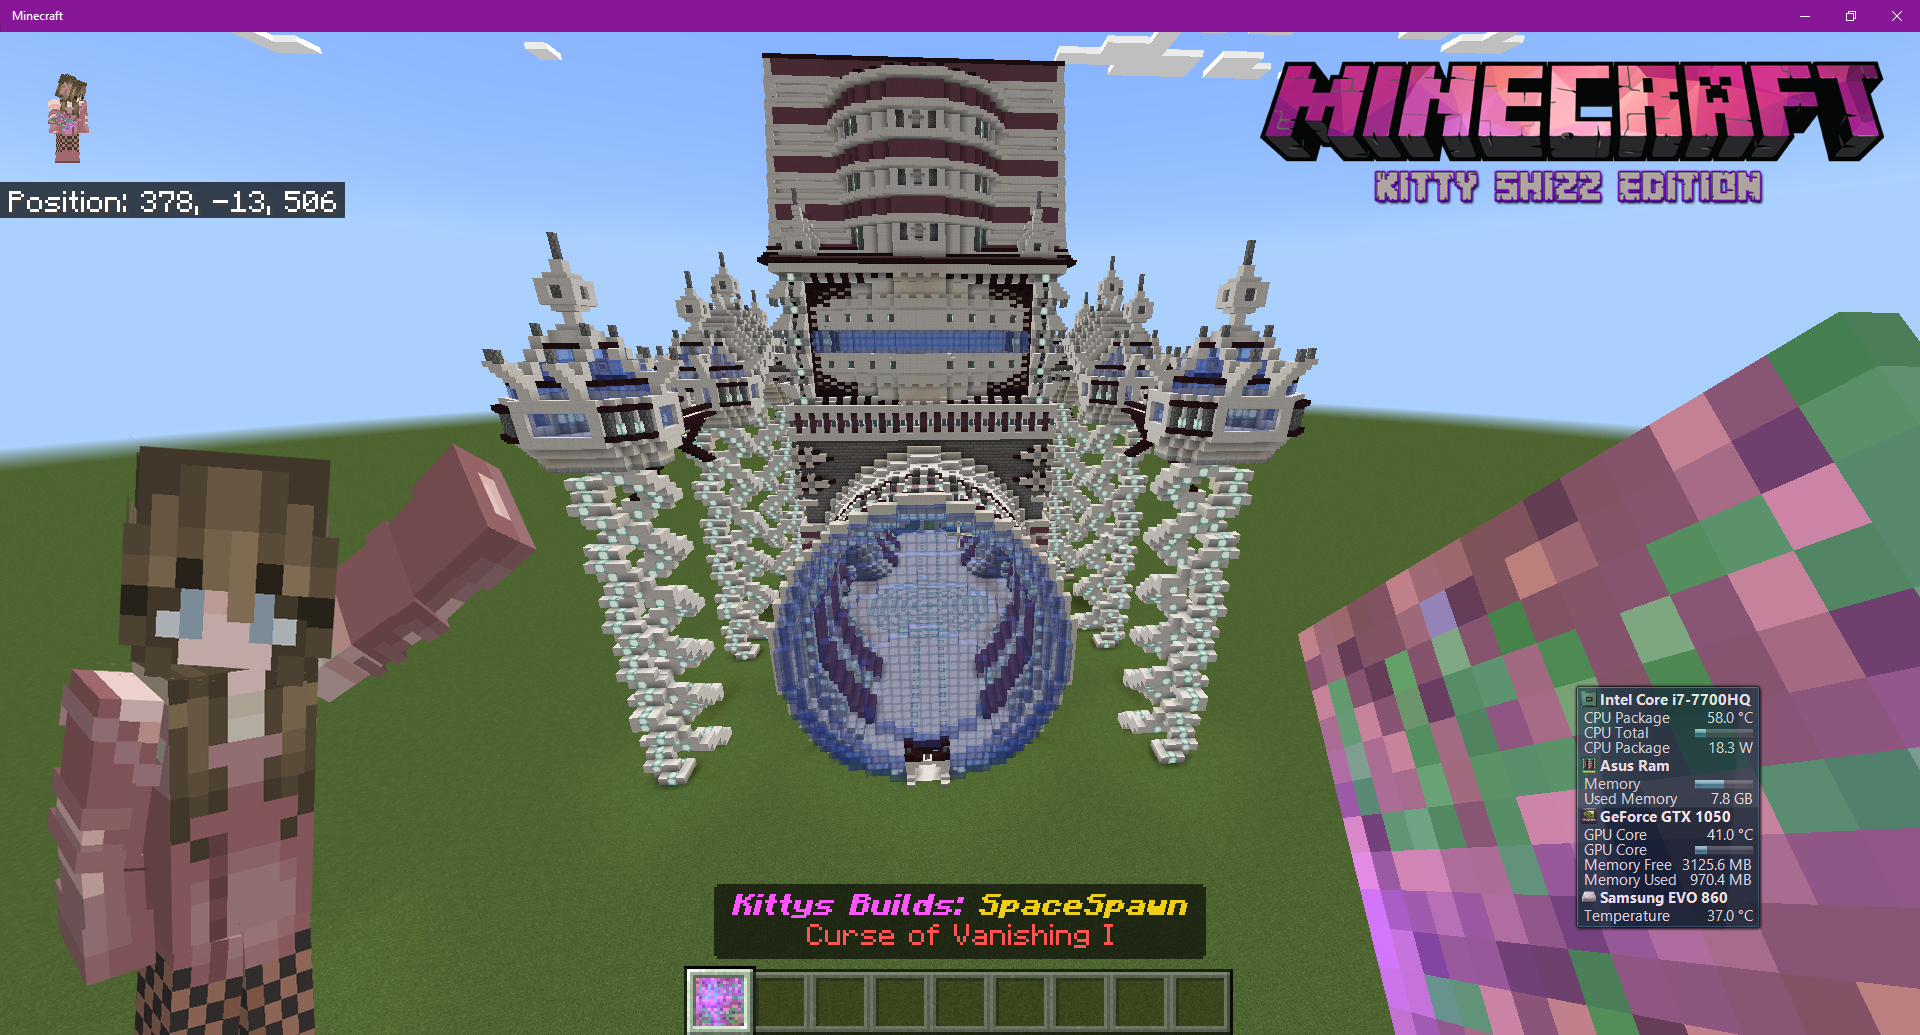 Minecraft
MINECRAFT
KITTY SHIZZ EDITION
Position: 378, -13, 506
Intel Core i7-7700HQ
CPU Package 58.0 °C
CPU Total
CPU Package 18.3 W
Asus Ram
Memory
Used Memory 7.8 GB
GeForce GTX 1050
GPU Core 41.0 °C
GPU Core
Memory Free 3125.6 MB
Memory Used 970.4 MB
Samsung EVO 860
Temperature 37.0 °C
Kittys Builds: SpaceSpawn
Curse of Vanishing I